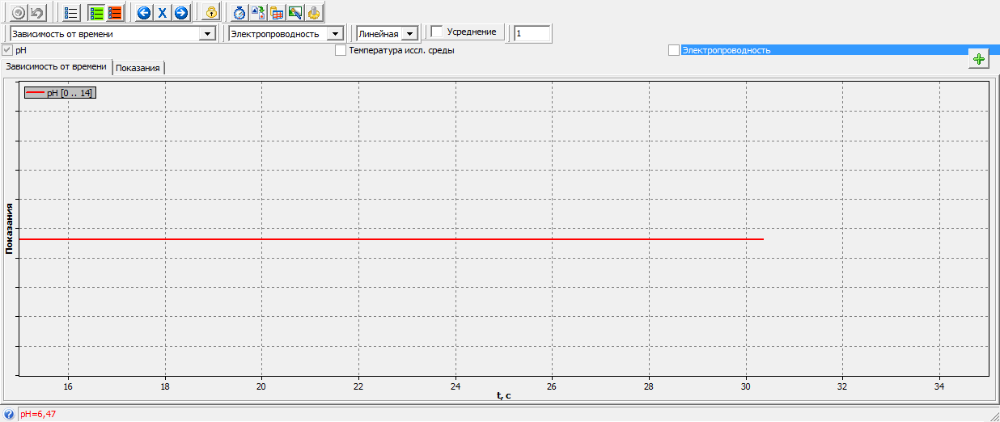 X
Зависимость от времени
Электропроводность
Линейная
Усреднение
1
pH
Температура иссл. среды
Электропроводность
Зависимость от времени
Показания
pH [0 .. 14]
Показания
16 18 20 22 24 26 28 30 32 34
t, c
pH=6,47